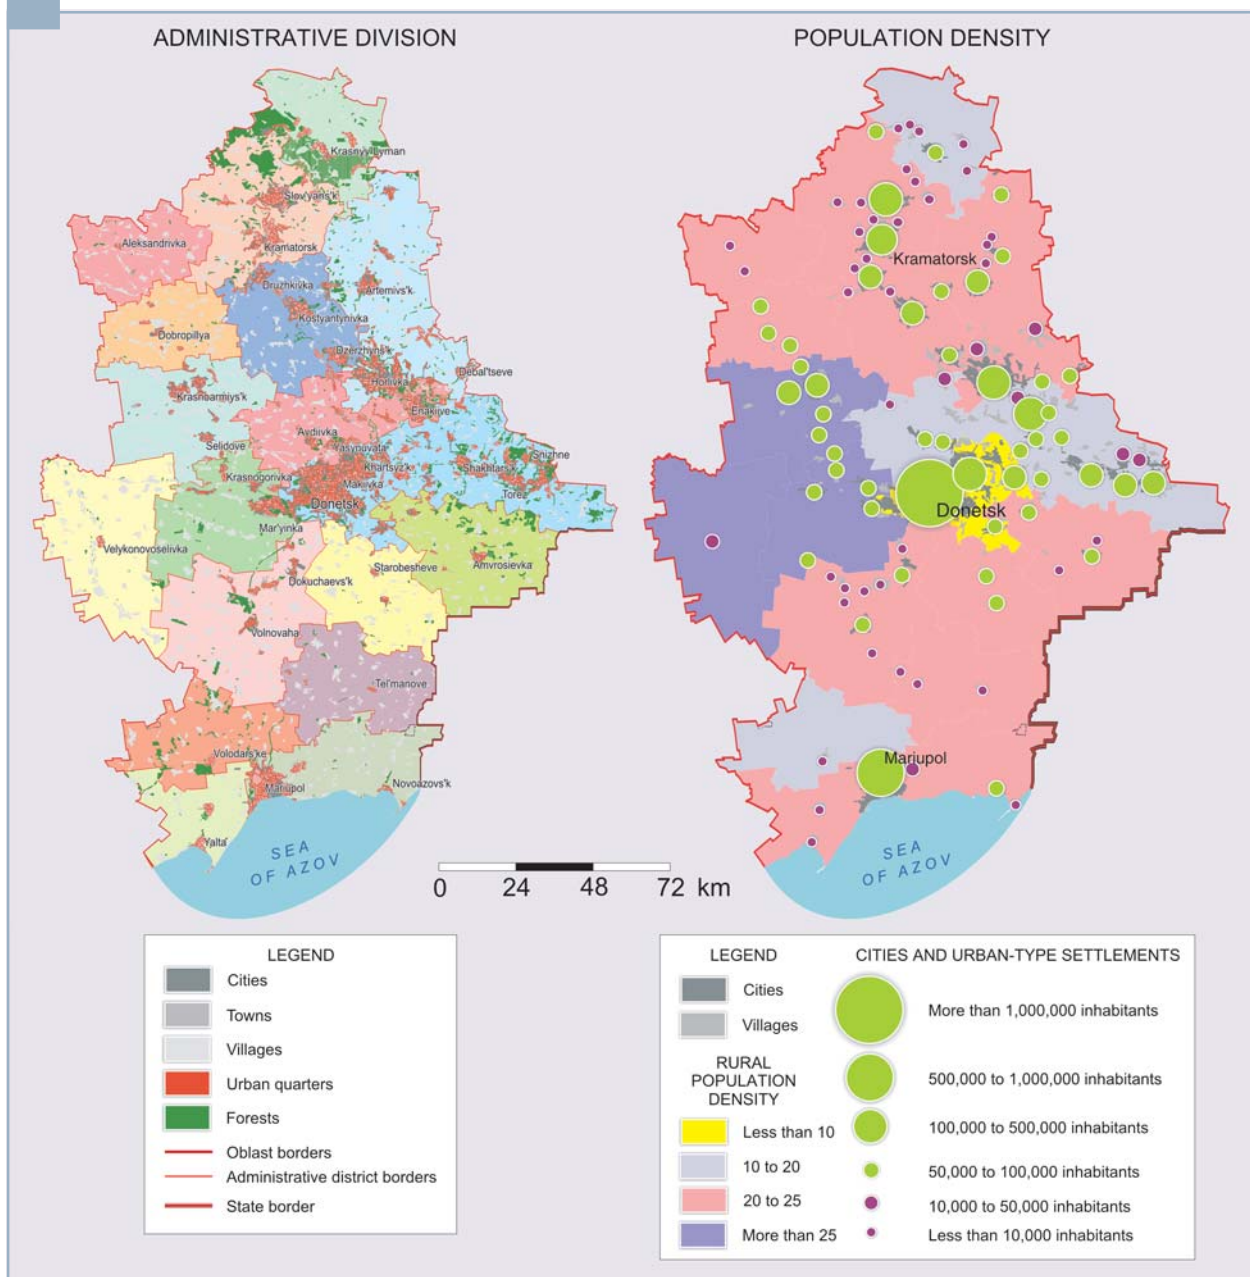 ADMINISTRATIVE DIVISION
Krasnyy Lyman
Slov'yans'k
Aleksandrivka
Kramatorsk
Druzhkivka
Artemivs'k
Kostyantynivka
Dobropillya
Dzerzhyns'k
Debal'tseve
Horlivka
Krasnoarmiys'k
Enakiive
Avdiivka
Selidove
Yasynuvata
Snizhne
Khartsyz'k
Shakhtars'k
Krasnogorivka
Makiivka
Torez
Donetsk
Mar'yinka
Velykonovoselivka
Dokuchaevs'k
Starobesheve
Amvrosievka
Volnovaha
Tel'manove
Volodars'ke
Mariupol
Novoazovs'k
Yalta
SEA
OF AZOV
POPULATION DENSITY
Kramatorsk
Donetsk
Mariupol
SEA
OF AZOV
0 24 48 72 km
LEGEND
Cities
Towns
Villages
Urban quarters
Forests
Oblast borders
Administrative district borders
State border
LEGEND
Cities
Villages
RURAL
POPULATION
DENSITY
Less than 10
10 to 20
20 to 25
More than 25
CITIES AND URBAN-TYPE SETTLEMENTS
More than 1,000,000 inhabitants
500,000 to 1,000,000 inhabitants
100,000 to 500,000 inhabitants
50,000 to 100,000 inhabitants
10,000 to 50,000 inhabitants
Less than 10,000 inhabitants